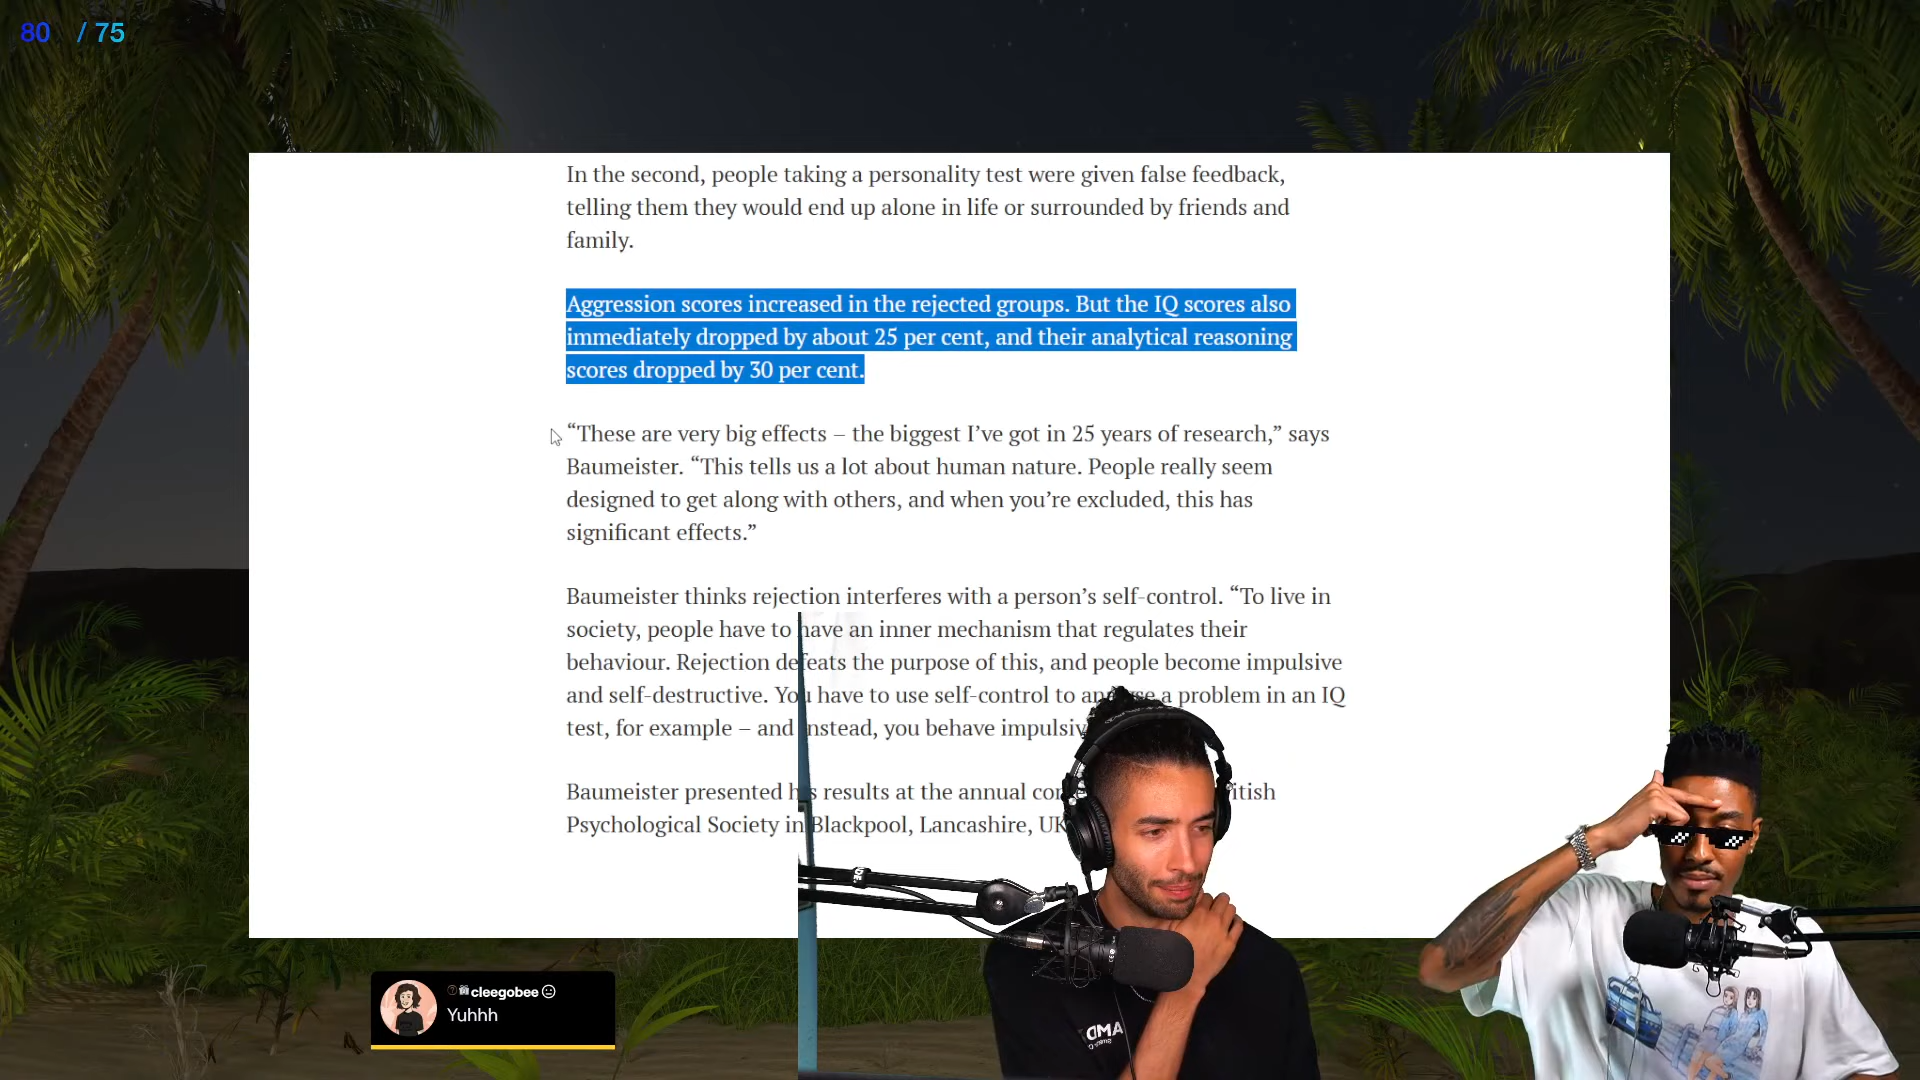 80 / 75
In the second, people taking a personality test were given false feedback,
telling them they would end up alone in life or surrounded by friends and
family.
Aggression scores increased in the rejected groups. But the IQ scores also
immediately dropped by about 25 per cent, and their analytical reasoning
scores dropped by 30 per cent.
“These are very big effects – the biggest I’ve got in 25 years of research,” says
Baumeister. “This tells us a lot about human nature. People really seem
designed to get along with others, and when you’re excluded, this has
significant effects.”
Baumeister thinks rejection interferes with a person’s self-control. “To live in
society, people have to have an inner mechanism that regulates their
behaviour. Rejection defeats the purpose of this, and people become impulsive
and self-destructive. You have to use self-control to analyse a problem in an IQ
test, for example – and instead, you behave
Baumeister presented his results at the annual
Psychological Society in Blackpool, Lancashire, UK
cleegobee
Yuhhh